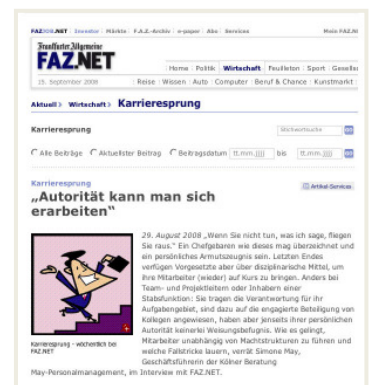 FAZJOB.NET | Investor | Märkte | F.A.Z.-Archiv | e-paper | Abo | Services Mein FAZ.N
Frankfurter Allgemeine
FAZ.NET
Home | Politik | Wirtschaft | Feuilleton | Sport | Gesells
15. September 2008 | Reise | Wissen | Auto | Computer | Beruf & Chance | Kunstmarkt |
Aktuell Wirtschaft Karrieresprung
Karrieresprung Stichwortsuche GO
Alle Beiträge Aktuellster Beitrag Beitragsdatum tt.mm.jjjj bis tt.mm.jjjj GO
Karrieresprung
Artikel-Services
„Autorität kann man sich
erarbeiten“
29. August 2008 „Wenn Sie nicht tun, was ich sage, fliegen
Sie raus.“ Ein Chefgebaren wie dieses mag überzeichnet und
ein persönliches Armutszeugnis sein. Letzten Endes
verfügen Vorgesetzte aber über disziplinarische Mittel, um
ihre Mitarbeiter (wieder) auf Kurs zu bringen. Anders bei
Team- und Projektleitern oder Inhabern einer
Stabsfunktion: Sie tragen die Verantwortung für ihr
Aufgabengebiet, sind dazu auf die engagierte Beteiligung von
Kollegen angewiesen, haben aber jenseits ihrer persönlichen
Autorität keinerlei Weisungsbefugnis. Wie es gelingt,
Mitarbeiter unabhängig von Machtstrukturen zu führen und
welche Fallstricke lauern, verrät Simone May,
Geschäftsführerin der Kölner Beratung
Karrieresprung - wöchentlich bei
FAZ.NET
May-Personalmanagement, im Interview mit FAZ.NET.